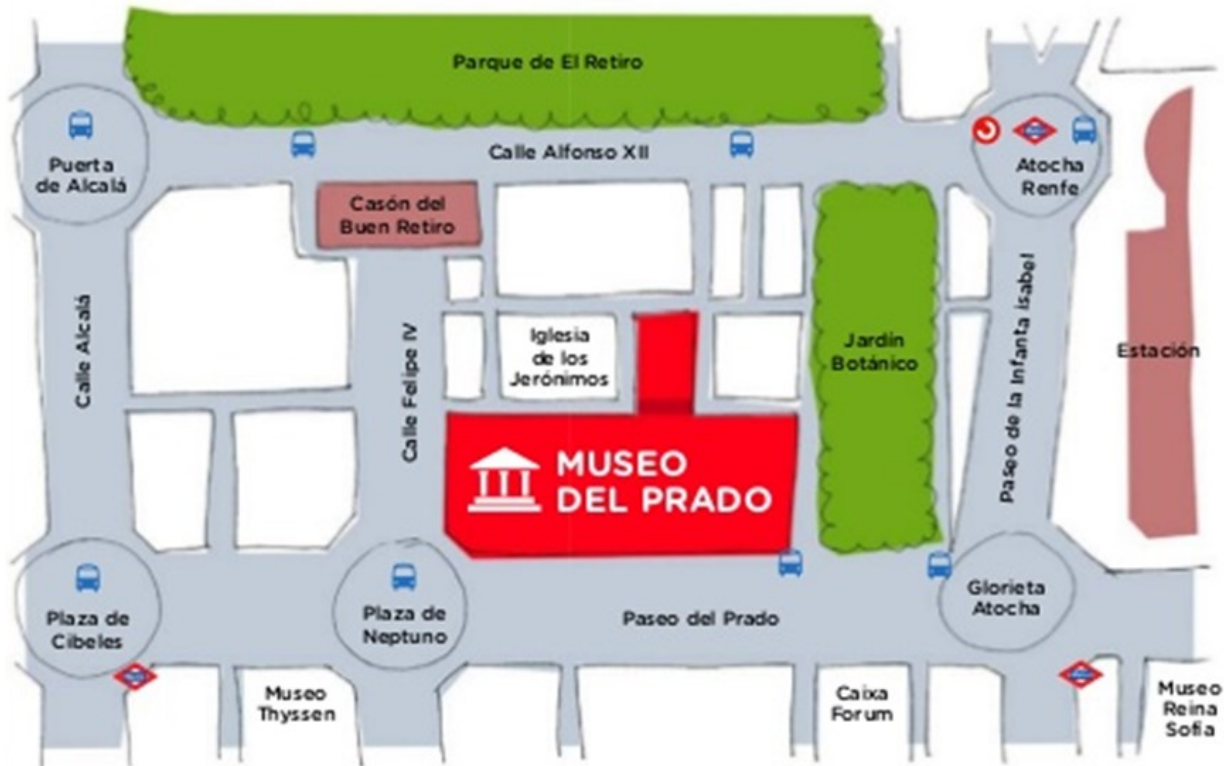 Parque de El Retiro
Puerta
de Alcalá
Calle Alfonso XII
Atocha
Renfe
Casón del
Buen Retiro
Calle Alcalá
Calle Felipe IV
Iglesia
de los
Jerónimos
Jardín
Botánico
Paseo de la Infanta isabel
Estación
MUSEO
DEL PRADO
Plaza de
Cibeles
Plaza de
Neptuno
Paseo del Prado
Glorieta
Atocha
Museo
Thyssen
Caixa
Forum
Museo
Reina
Sofía